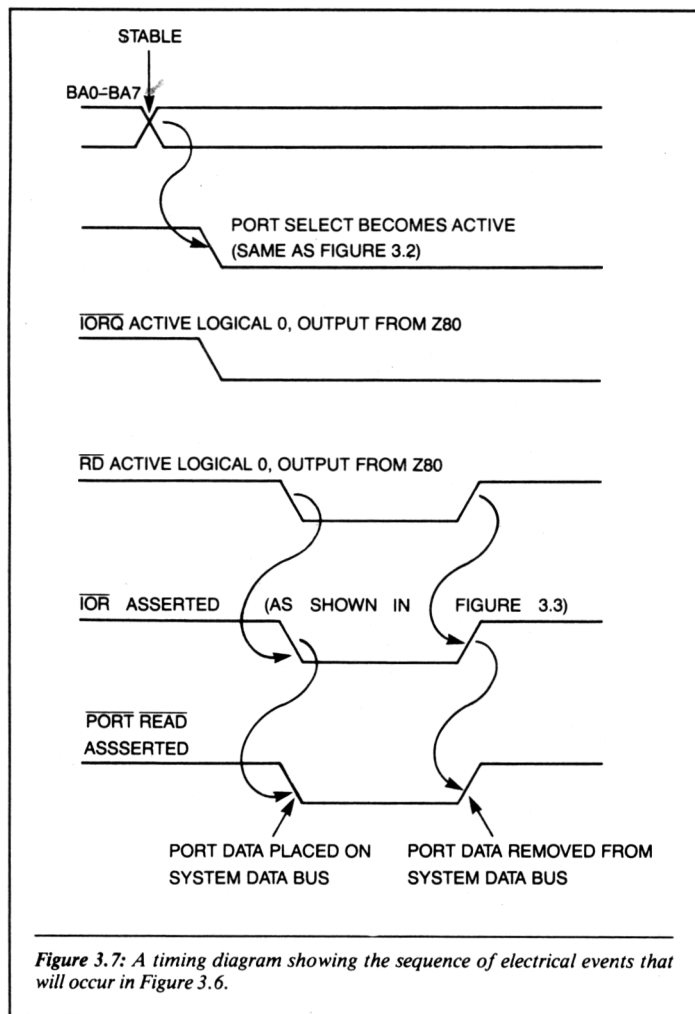 STABLE
BA0-BA7
PORT SELECT BECOMES ACTIVE
(SAME AS FIGURE 3.2)
IORQ ACTIVE LOGICAL 0, OUTPUT FROM Z80
RD ACTIVE LOGICAL 0, OUTPUT FROM Z80
IOR ASSERTED (AS SHOWN IN FIGURE 3.3)
PORT READ
ASSSERTED
PORT DATA PLACED ON
SYSTEM DATA BUS
PORT DATA REMOVED FROM
SYSTEM DATA BUS
Figure 3.7: A timing diagram showing the sequence of electrical events that
will occur in Figure 3.6.